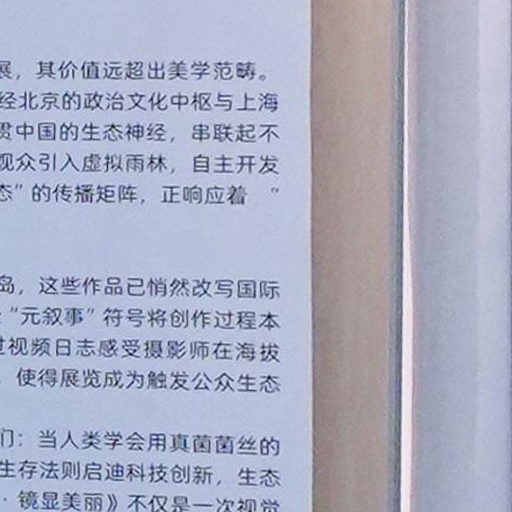 展，其价值远超出美学范畴。
经北京的政治文化中枢与上海
贯中国的生态神经，串联起不
观众引入虚拟雨林，自主开发
态”的传播矩阵，正响应着 “
岛，这些作品已悄然改写国际
“元叙事”符号将创作过程本
过视频日志感受摄影师在海拔
，使得展览成为触发公众生态
们：当人类学会用真菌菌丝的
生存法则启迪科技创新，生态
·镜显美丽》不仅是一次视觉